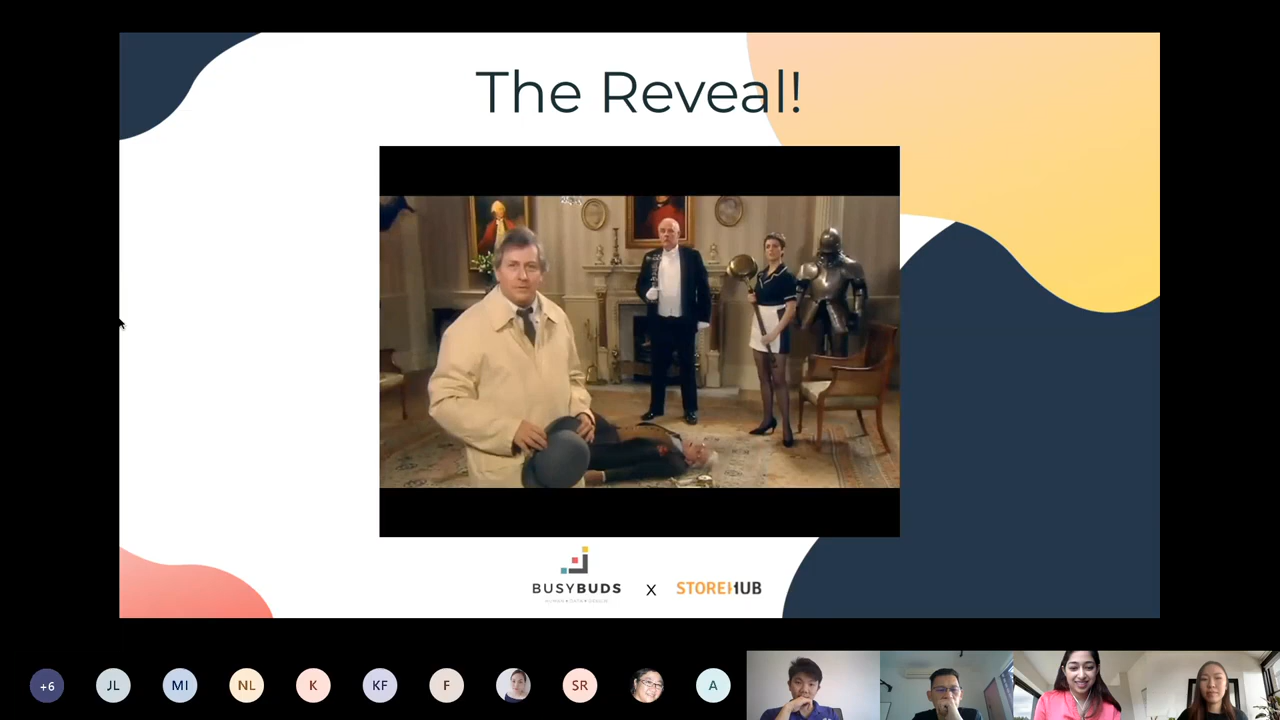 The Reveal!
BUSYBUDS
x
STOREHUB
+6
JL
MI
NL
K
KF
F
SR
A